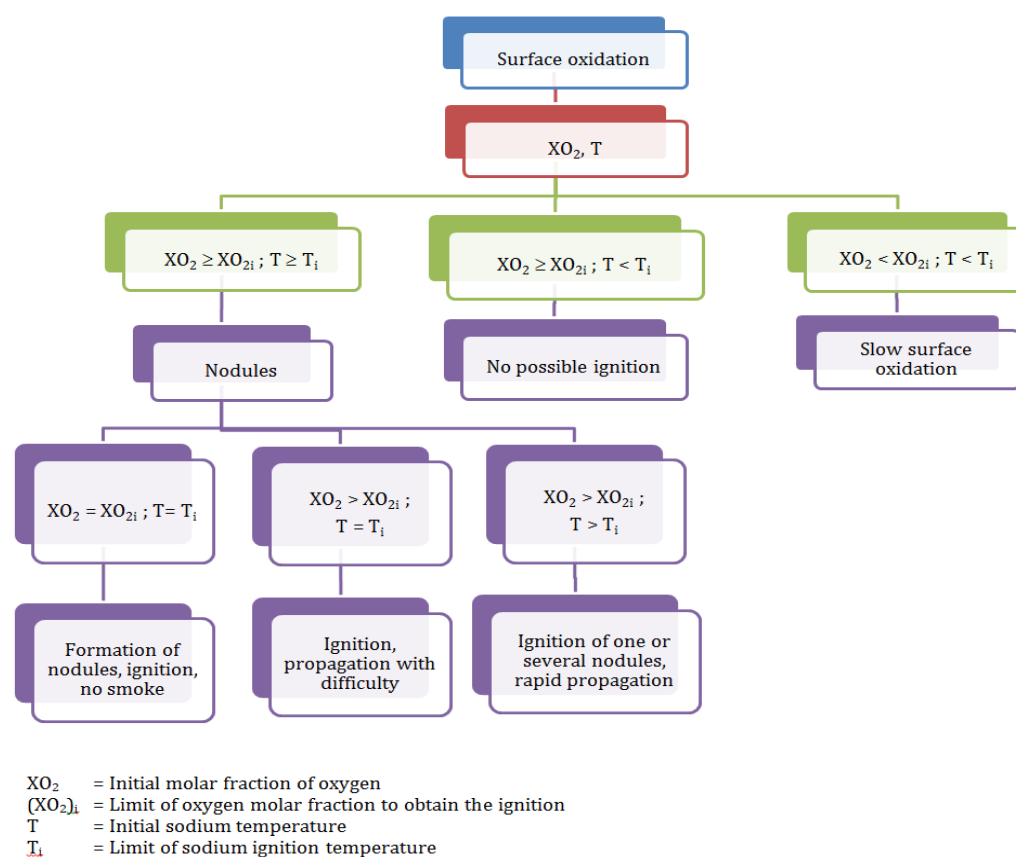 Surface oxidation
XO₂, T
XO₂ ≥ XO₂ᵢ ; T ≥ Tᵢ
XO₂ ≥ XO₂ᵢ ; T < Tᵢ
XO₂ < XO₂ᵢ ; T < Tᵢ
Nodules
No possible ignition
Slow surface
oxidation
XO₂ = XO₂ᵢ ; T= Tᵢ
XO₂ > XO₂ᵢ ;
T = Tᵢ
XO₂ > XO₂ᵢ ;
T > Tᵢ
Formation of
nodules, ignition,
no smoke
Ignition,
propagation with
difficulty
Ignition of one or
several nodules,
rapid propagation
XO₂ = Initial molar fraction of oxygen
(XO₂)ᵢ = Limit of oxygen molar fraction to obtain the ignition
T = Initial sodium temperature
Tᵢ = Limit of sodium ignition temperature